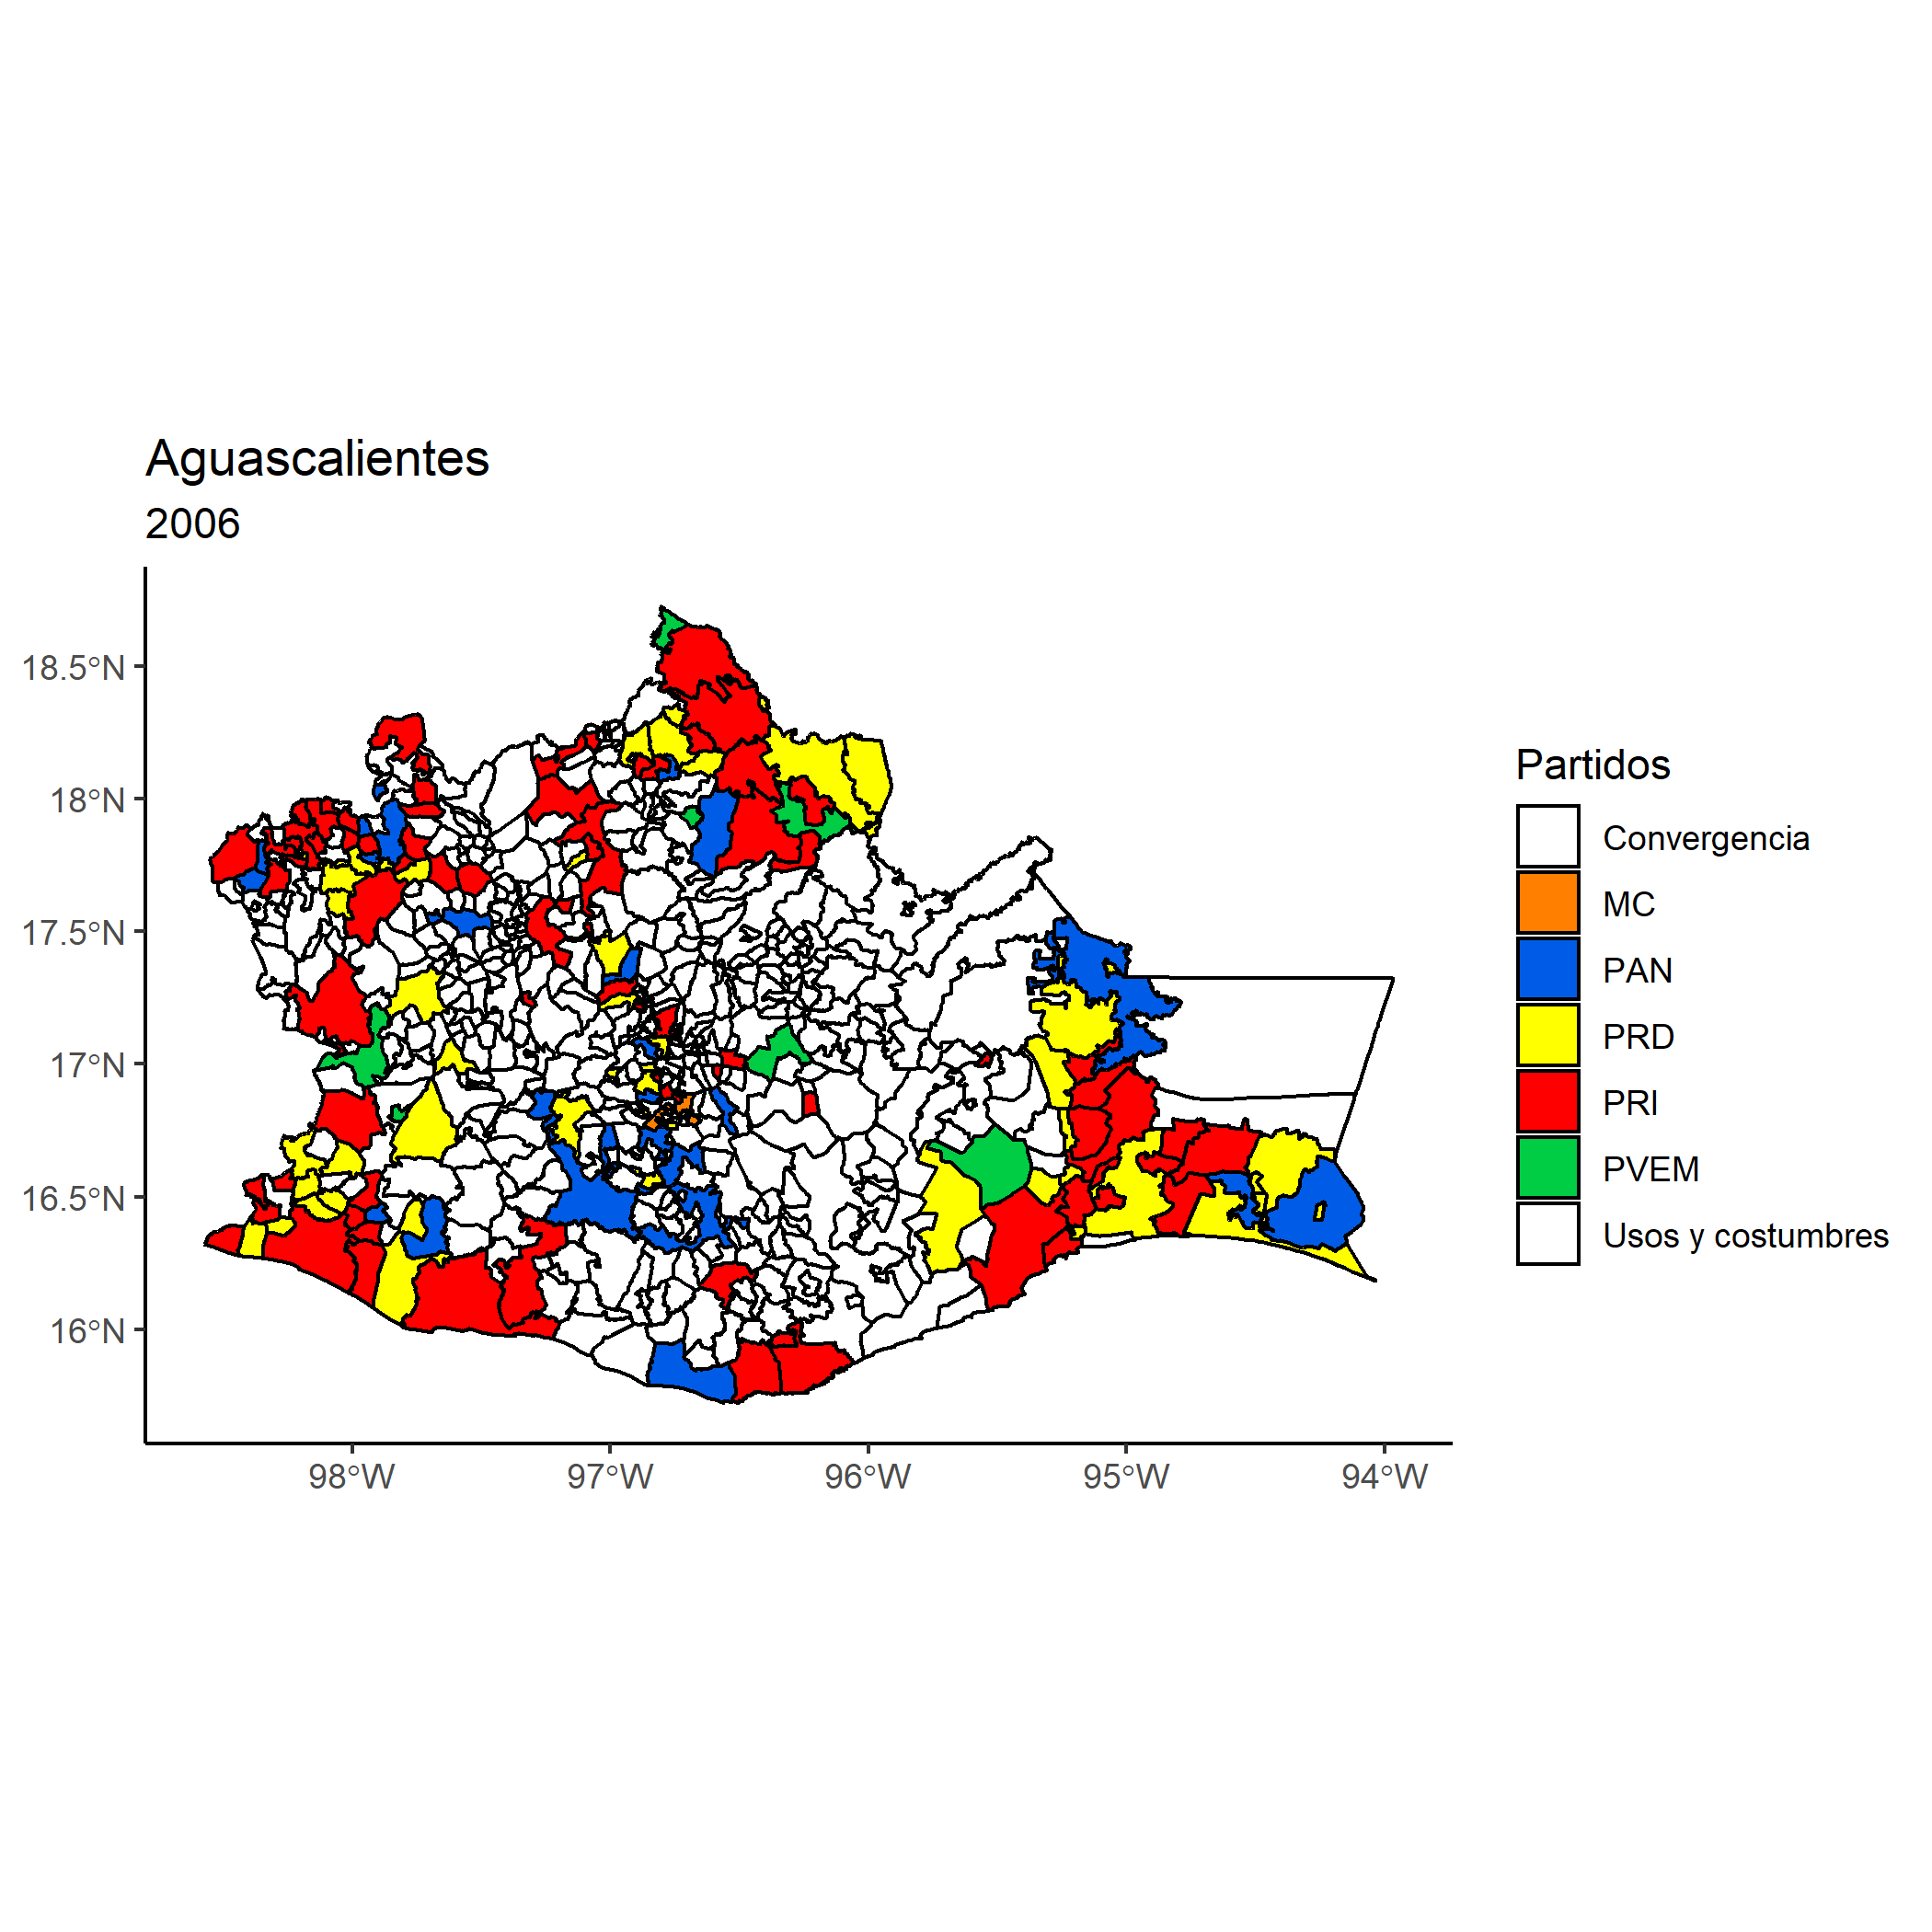 Aguascalientes
2006
18.5°N
18°N
17.5°N
17°N
16.5°N
16°N
98°W
97°W
96°W
95°W
94°W
Partidos
Convergencia
MC
PAN
PRD
PRI
PVEM
Usos y costumbres